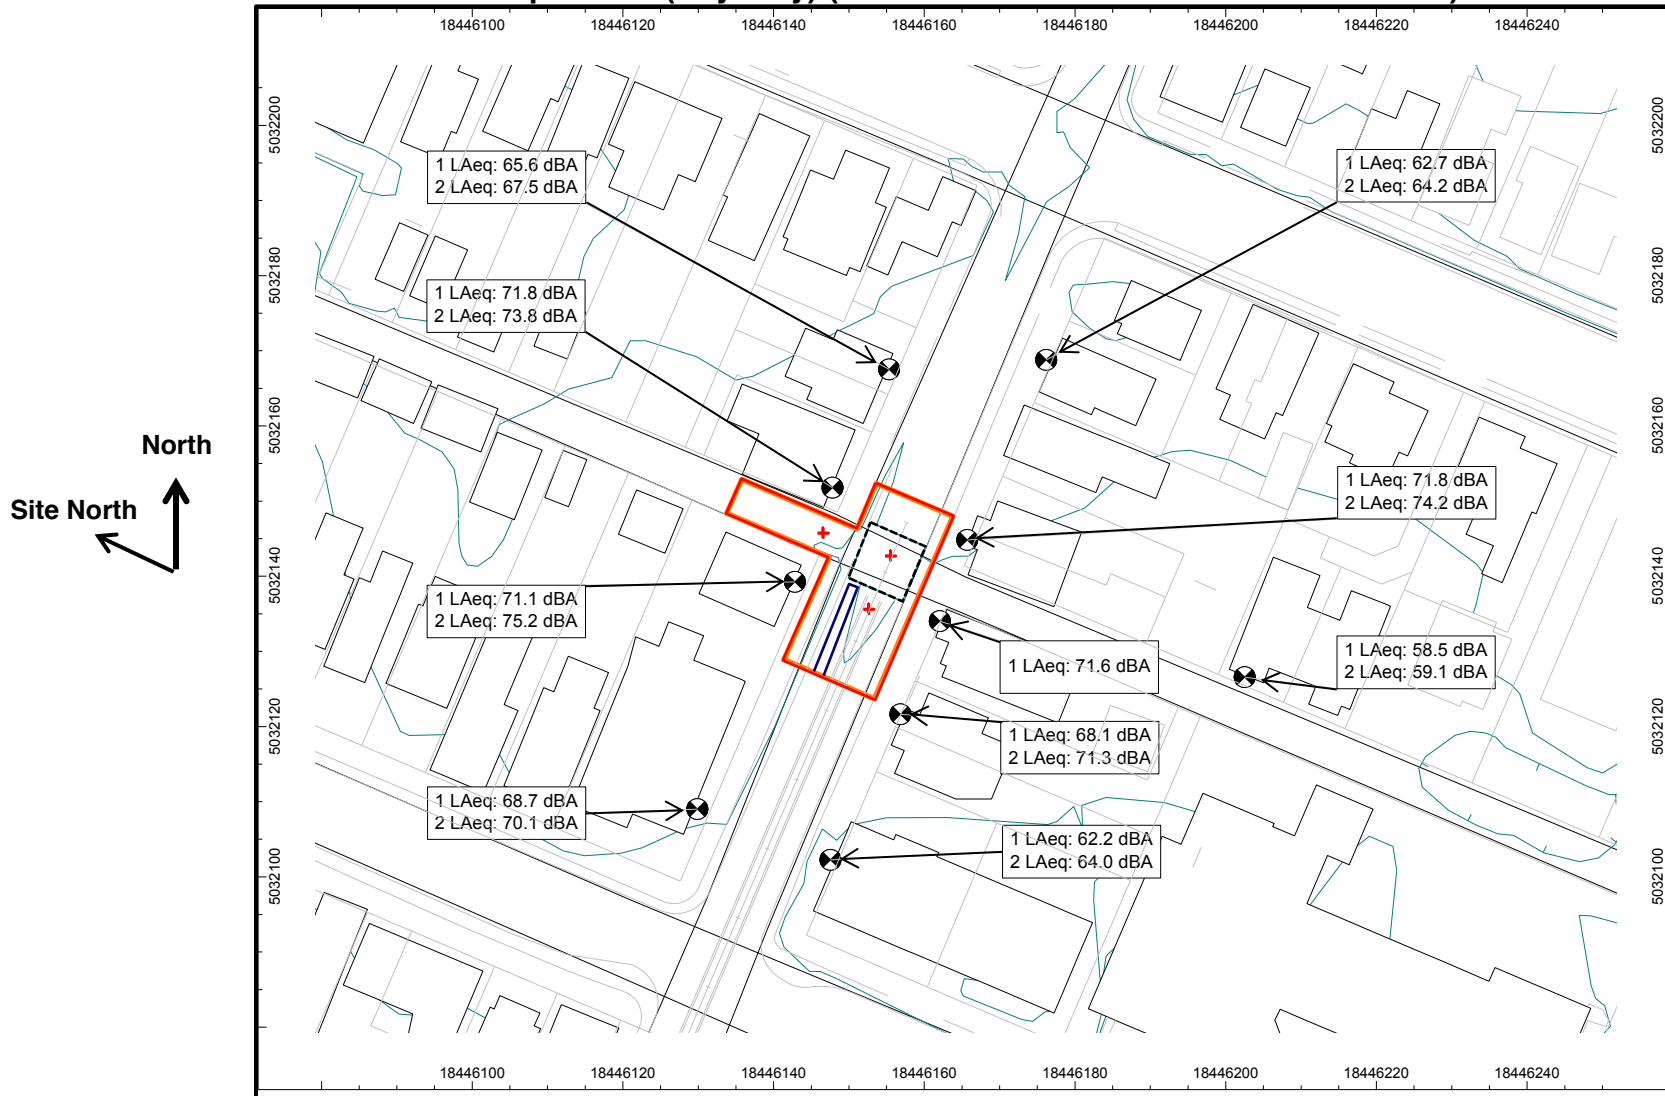 18446100 18446120 18446140 18446160 18446180 18446200 18446220 18446240
5032200
5032180
5032160
5032140
5032120
5032100
5032200
5032180
5032160
5032140
5032120
5032100
North
Site North
1 LAeq: 65.6 dBA
2 LAeq: 67.5 dBA
1 LAeq: 62.7 dBA
2 LAeq: 64.2 dBA
1 LAeq: 71.8 dBA
2 LAeq: 73.8 dBA
1 LAeq: 71.8 dBA
2 LAeq: 74.2 dBA
1 LAeq: 71.1 dBA
2 LAeq: 75.2 dBA
1 LAeq: 71.6 dBA
1 LAeq: 58.5 dBA
2 LAeq: 59.1 dBA
1 LAeq: 68.1 dBA
2 LAeq: 71.3 dBA
1 LAeq: 68.7 dBA
2 LAeq: 70.1 dBA
1 LAeq: 62.2 dBA
2 LAeq: 64.0 dBA
18446100 18446120 18446140 18446160 18446180 18446200 18446220 18446240